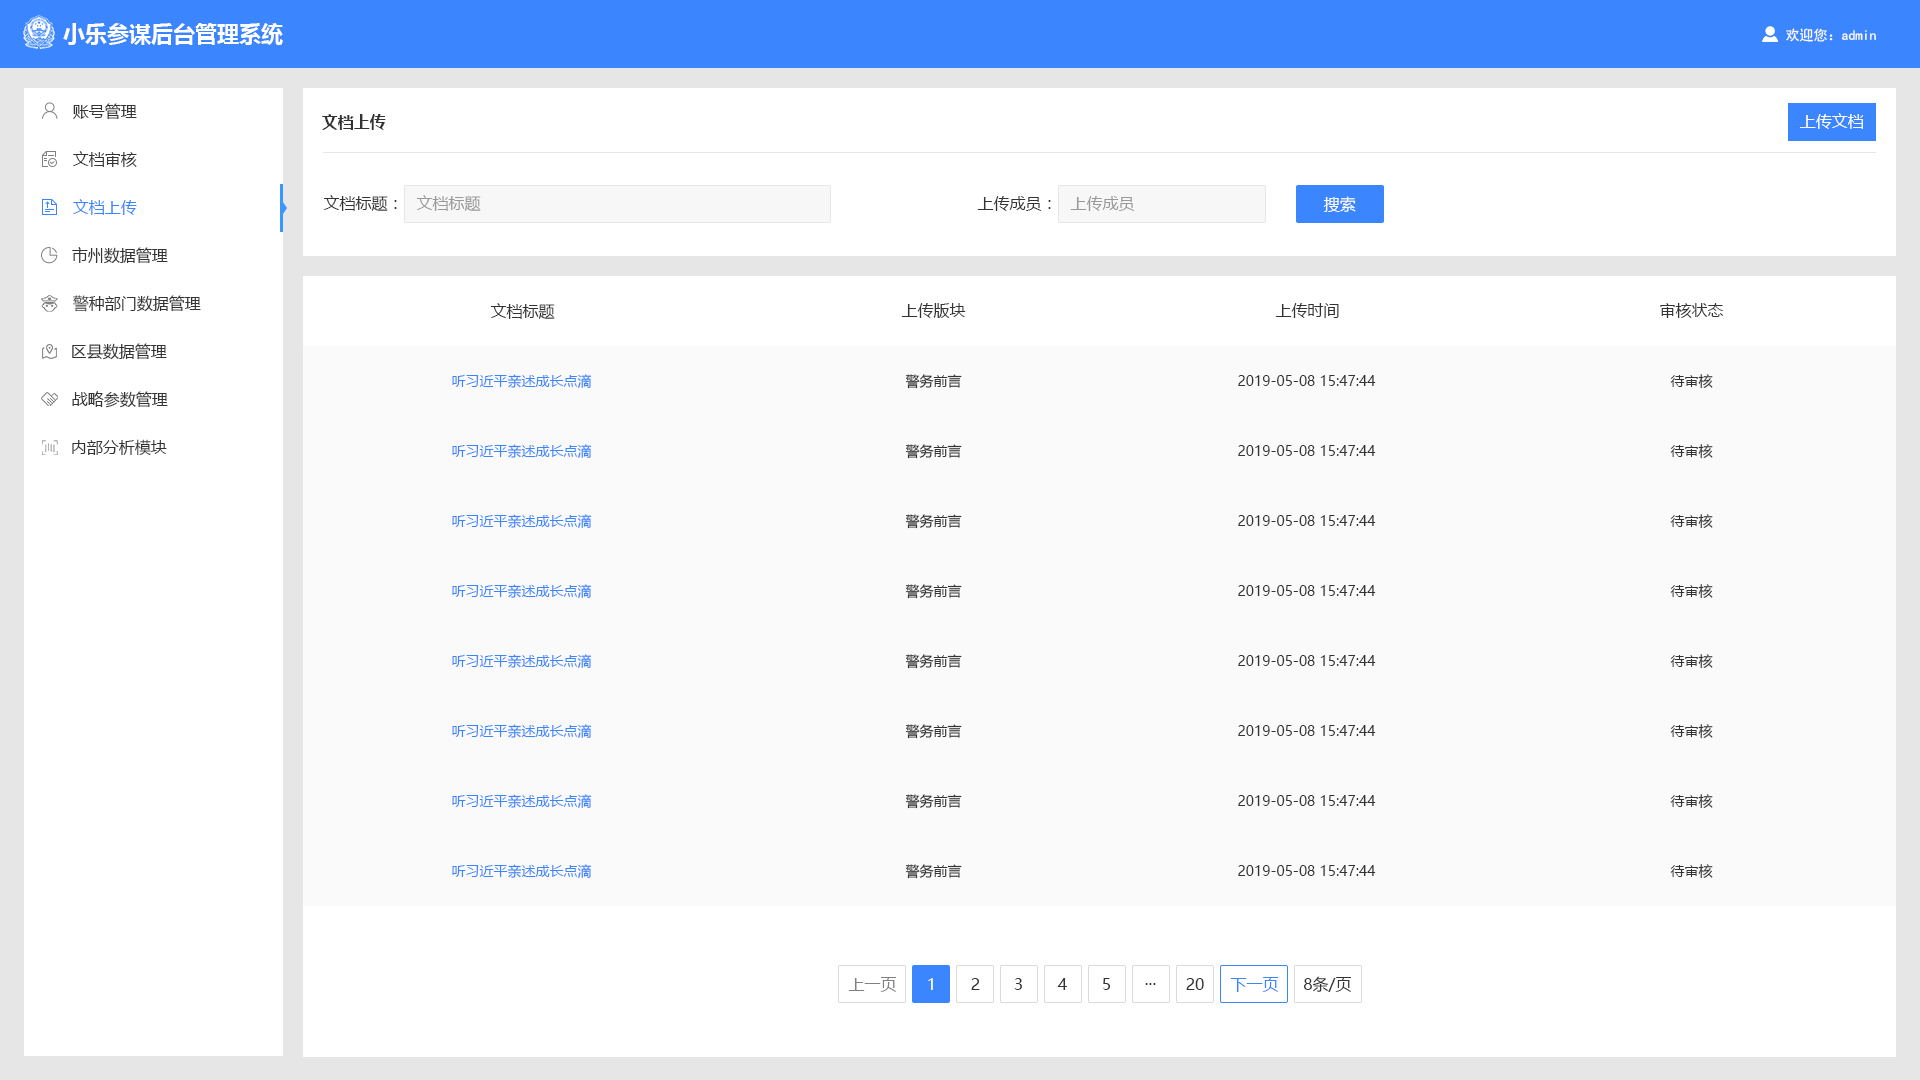 小乐参谋后台管理系统
欢迎您：admin
账号管理
文档审核
文档上传
市州数据管理
警种部门数据管理
区县数据管理
战略参数管理
内部分析模块
文档上传
上传文档
文档标题： 文档标题 上传成员： 上传成员 搜索
文档标题 上传版块 上传时间 审核状态
听习近平亲述成长点滴 警务前言 2019-05-08 15:47:44 待审核
听习近平亲述成长点滴 警务前言 2019-05-08 15:47:44 待审核
听习近平亲述成长点滴 警务前言 2019-05-08 15:47:44 待审核
听习近平亲述成长点滴 警务前言 2019-05-08 15:47:44 待审核
听习近平亲述成长点滴 警务前言 2019-05-08 15:47:44 待审核
听习近平亲述成长点滴 警务前言 2019-05-08 15:47:44 待审核
听习近平亲述成长点滴 警务前言 2019-05-08 15:47:44 待审核
听习近平亲述成长点滴 警务前言 2019-05-08 15:47:44 待审核
上一页 1 2 3 4 5 ··· 20 下一页 8条/页